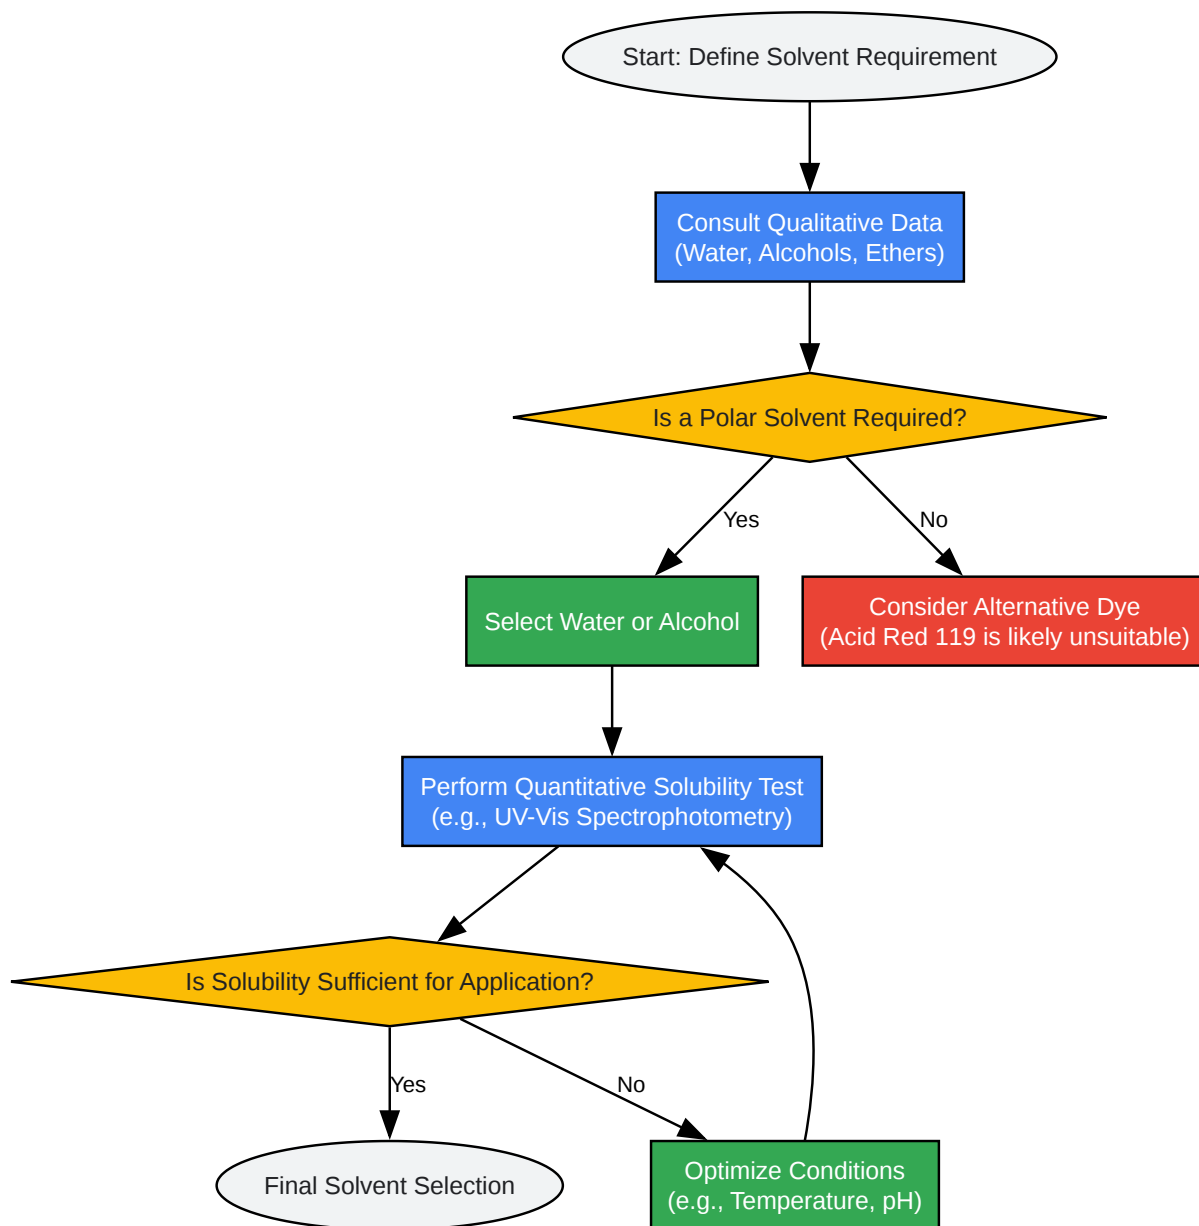 Start: Define Solvent Requirement
Consult Qualitative Data
(Water, Alcohols, Ethers)
Is a Polar Solvent Required?
Yes
No
Select Water or Alcohol
Consider Alternative Dye
(Acid Red 119 is likely unsuitable)
Perform Quantitative Solubility Test
(e.g., UV-Vis Spectrophotometry)
Is Solubility Sufficient for Application?
Yes
No
Final Solvent Selection
Optimize Conditions
(e.g., Temperature, pH)